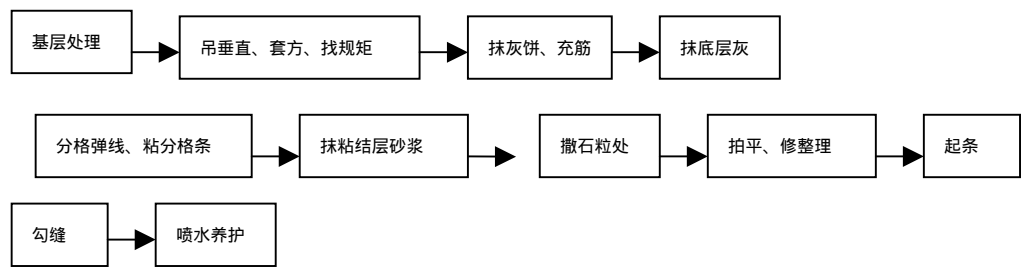 基层处理 吊垂直、套方、找规矩 抹灰饼、充筋 抹底层灰
分格弹线、粘分格条 抹粘结层砂浆 撒石粒处 拍平、修整理 起条
勾缝 喷水养护